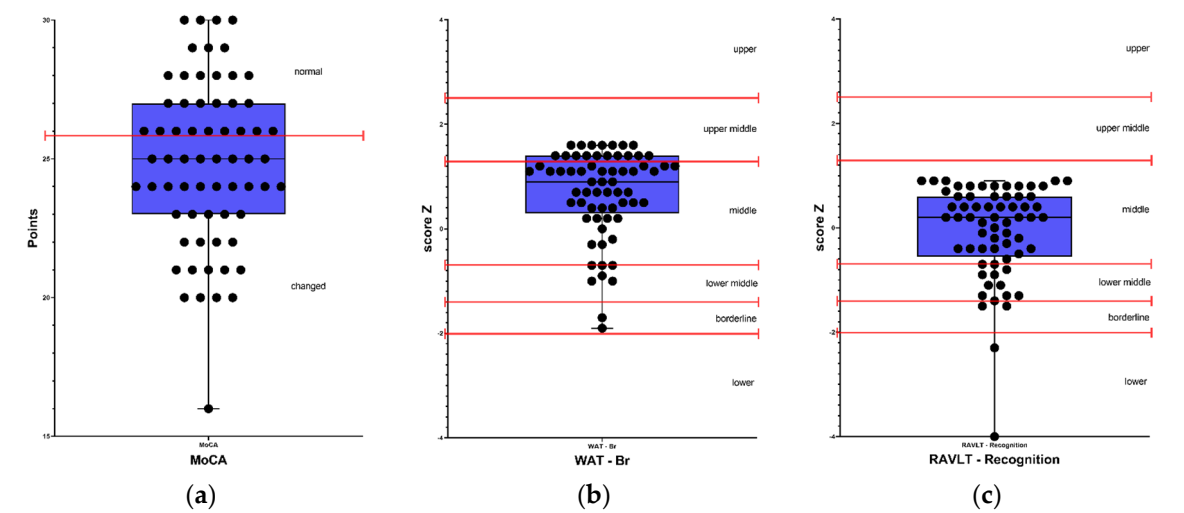 30
25
20
15
Points
normal
changed
MoCA
MoCA
(a)
4
2
0
-2
-4
score Z
upper
upper middle
middle
lower middle
borderline
lower
WAT - Br
WAT - Br
(b)
4
2
0
-2
-4
score Z
upper
upper middle
middle
lower middle
borderline
lower
RAVLT - Recognition
RAVLT - Recognition
(c)